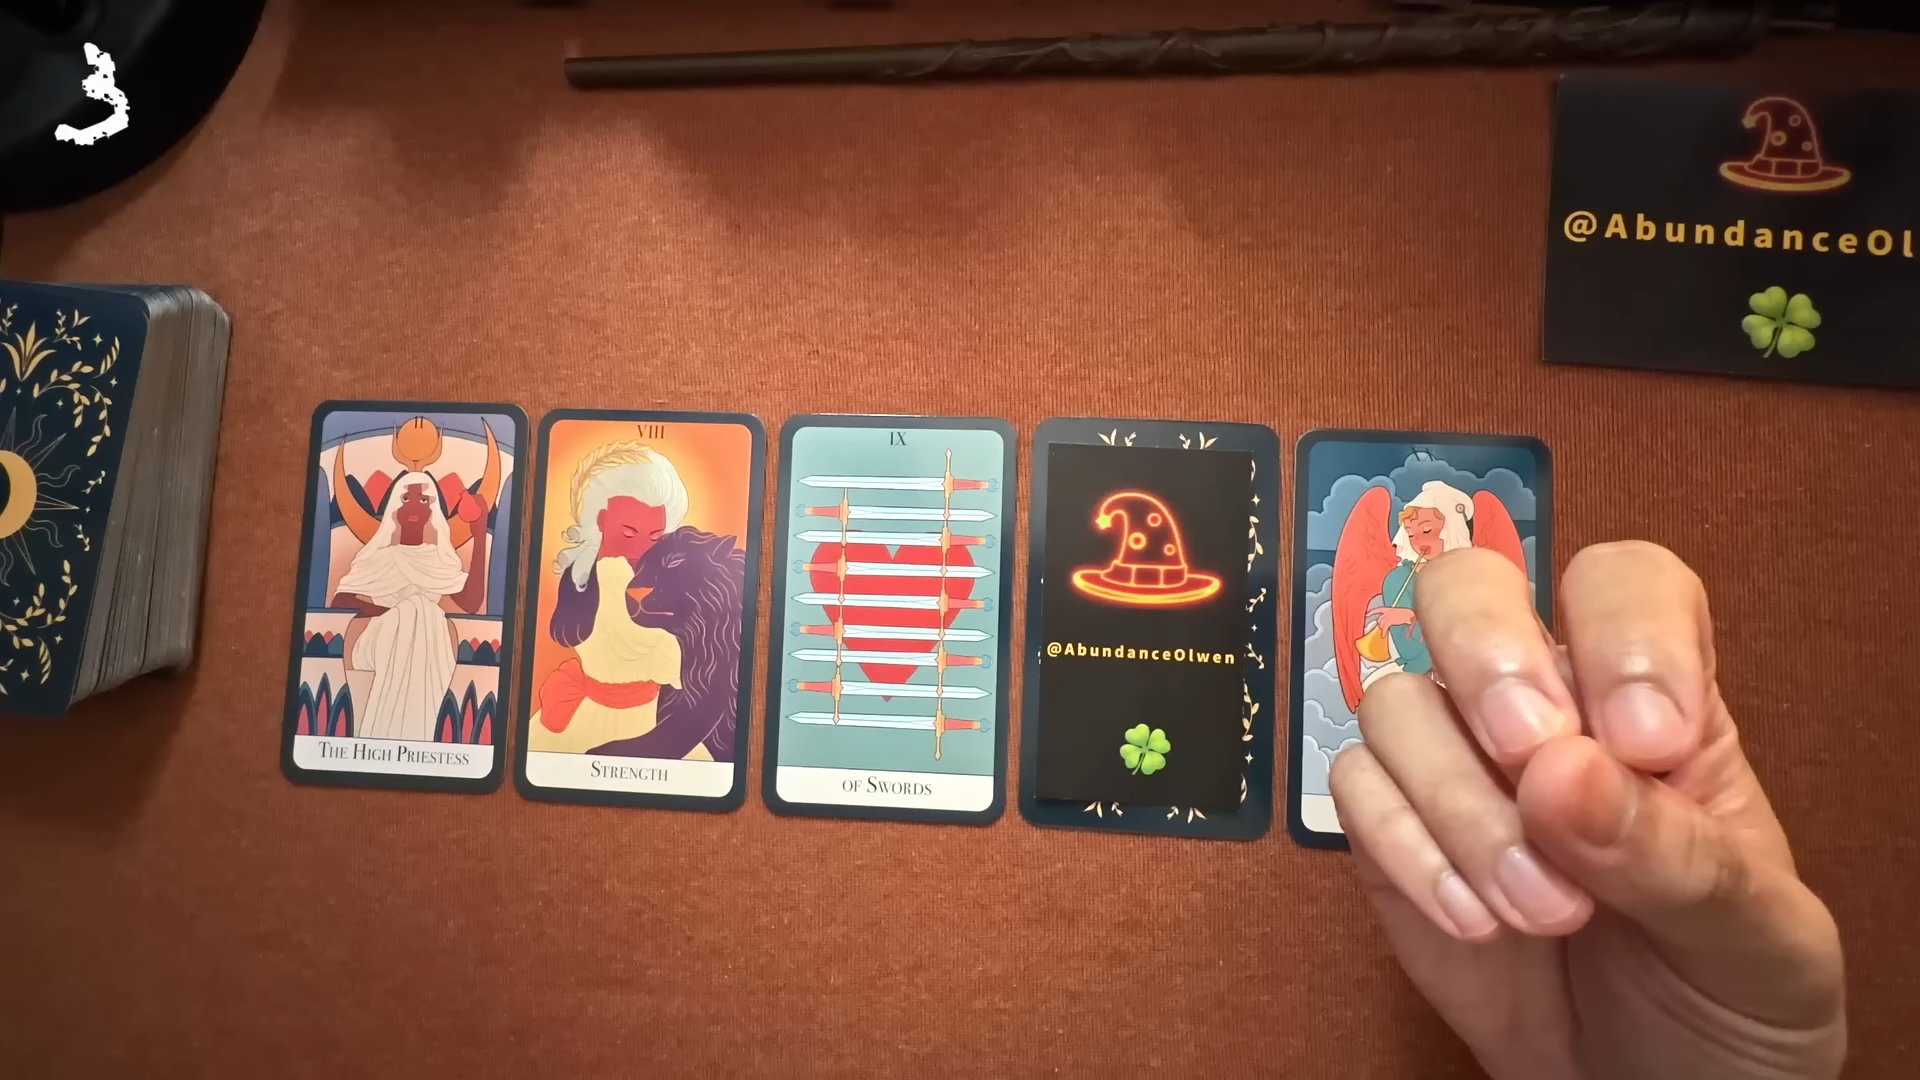 3
@AbundanceOl
II
THE HIGH PRIESTESS
VIII
STRENGTH
IX
OF SWORDS
@AbundanceOlwen